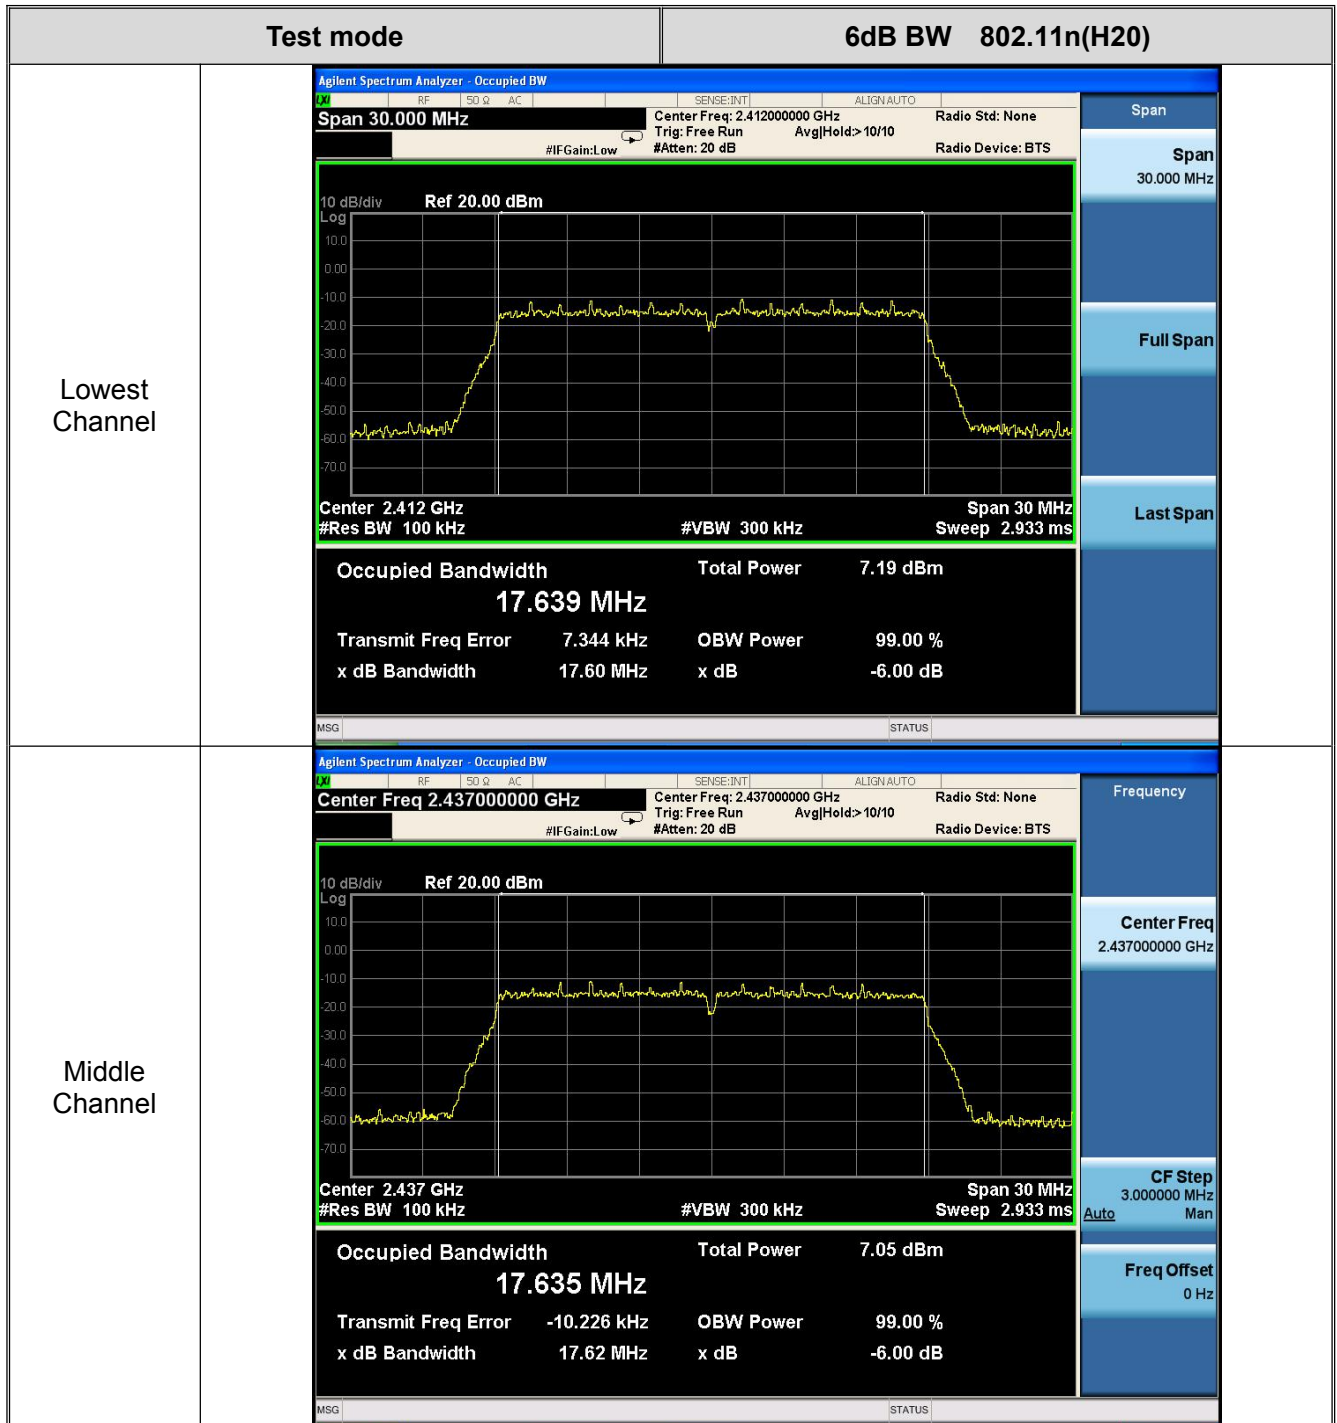 Test mode
6dB BW 802.11n(H20)
Lowest
Channel
Agilent Spectrum Analyzer - Occupied BW
LXI RF 50 Ω AC SENSE:INT ALIGN AUTO
Span 30.000 MHz
Center Freq: 2.412000000 GHz Radio Std: None
Trig: Free Run Avg|Hold:> 10/10
#IFGain:Low #Atten: 20 dB Radio Device: BTS
10 dB/div Ref 20.00 dBm
Log
10.0
0.00
-10.0
-20.0
-30.0
-40.0
-50.0
-60.0
-70.0
Center 2.412 GHz Span 30 MHz
#Res BW 100 kHz #VBW 300 kHz Sweep 2.933 ms
Occupied Bandwidth Total Power 7.19 dBm
17.639 MHz
Transmit Freq Error 7.344 kHz OBW Power 99.00 %
x dB Bandwidth 17.60 MHz x dB -6.00 dB
MSG STATUS
Span
Span
30.000 MHz
Full Span
Last Span
Middle
Channel
Agilent Spectrum Analyzer - Occupied BW
LXI RF 50 Ω AC SENSE:INT ALIGN AUTO
Center Freq 2.437000000 GHz
Center Freq: 2.437000000 GHz Radio Std: None
Trig: Free Run Avg|Hold:> 10/10
#IFGain:Low #Atten: 20 dB Radio Device: BTS
10 dB/div Ref 20.00 dBm
Log
10.0
0.00
-10.0
-20.0
-30.0
-40.0
-50.0
-60.0
-70.0
Center 2.437 GHz Span 30 MHz
#Res BW 100 kHz #VBW 300 kHz Sweep 2.933 ms
Occupied Bandwidth Total Power 7.05 dBm
17.635 MHz
Transmit Freq Error -10.226 kHz OBW Power 99.00 %
x dB Bandwidth 17.62 MHz x dB -6.00 dB
MSG STATUS
Frequency
Center Freq
2.437000000 GHz
CF Step
3.000000 MHz
Auto Man
Freq Offset
0 Hz